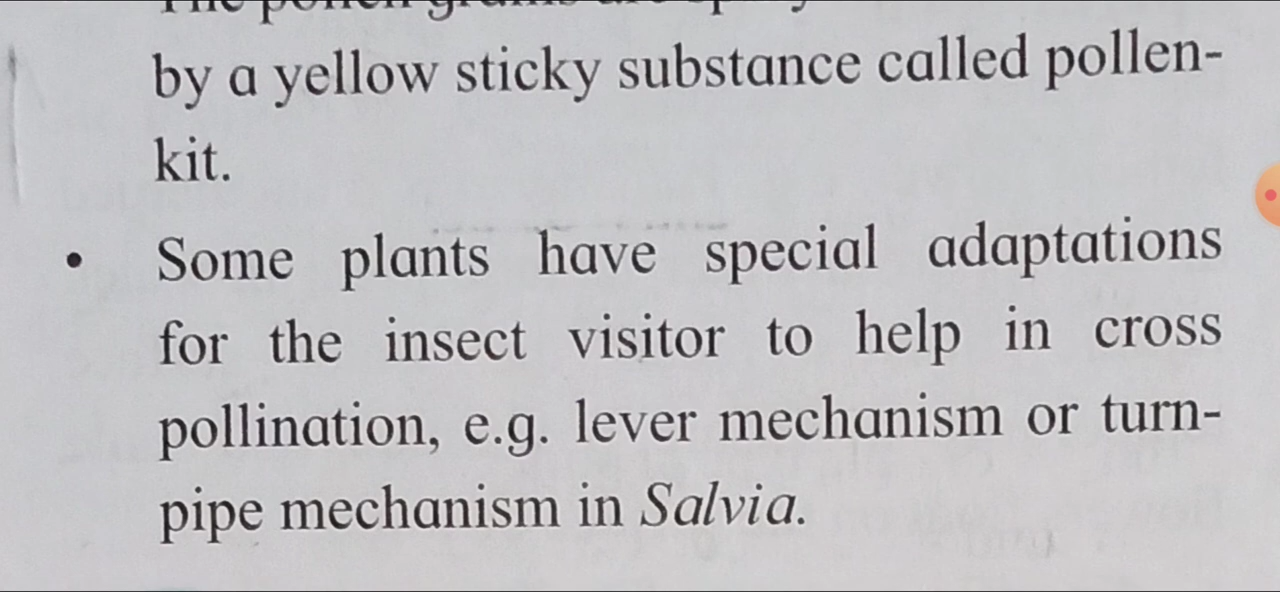 by a yellow sticky substance called pollen-
kit.
• Some plants have special adaptations
for the insect visitor to help in cross
pollination, e.g. lever mechanism or turn-
pipe mechanism in Salvia.